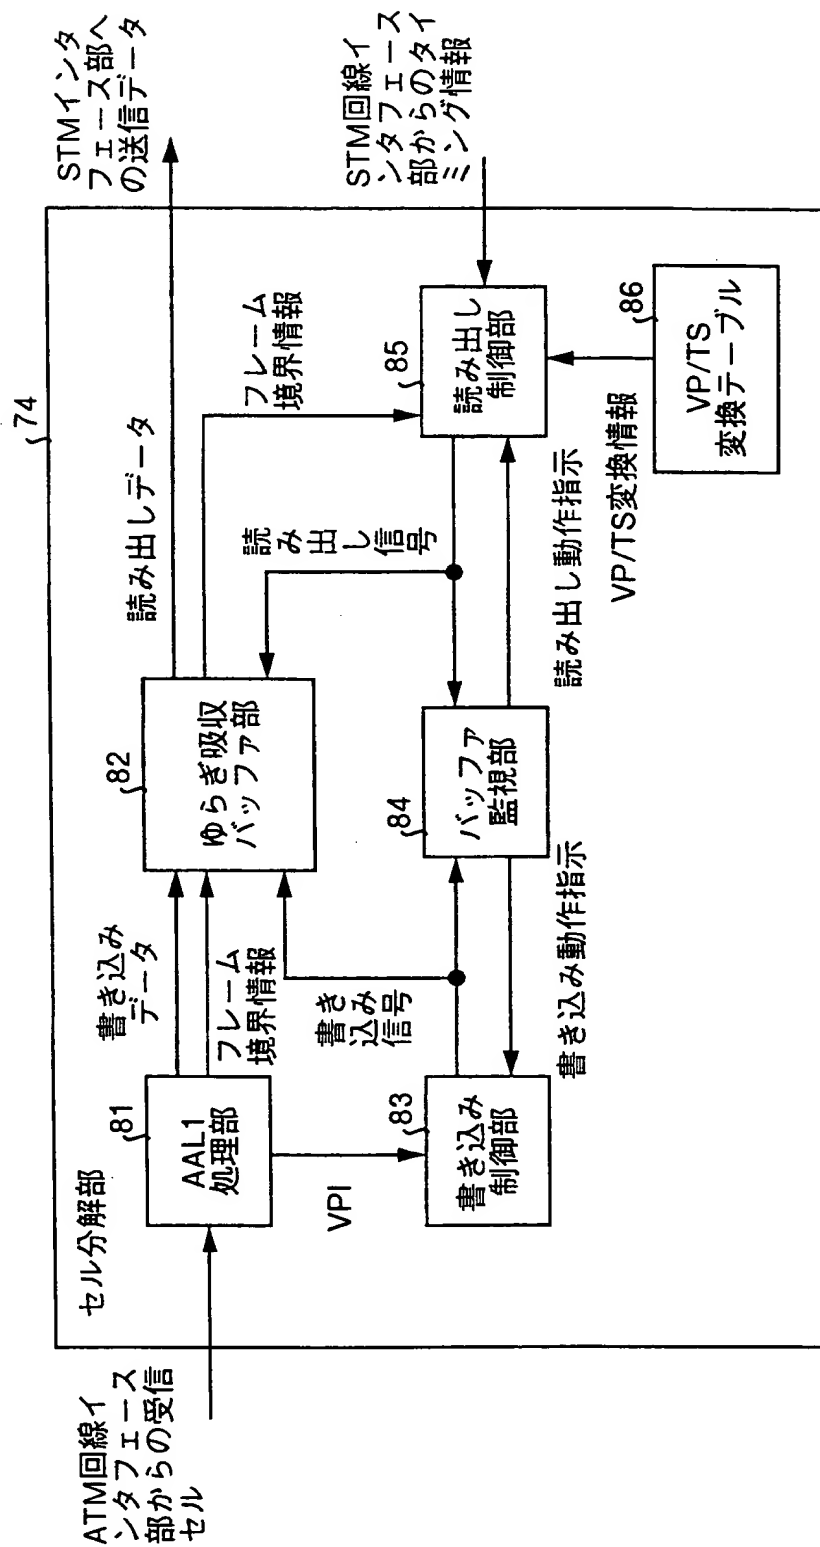 ATM回線イ
ンタフェース
部からの受信
セル
セル分解部
74
81
AAL1
処理部
書き込み
データ
フレーム
境界情報
VPI
83
書き込み
制御部
書き
込み
信号
書き込み動作指示
82
ゆらぎ吸収
バッファ部
84
バッファ
監視部
読み出しデータ
読み出し
信号
フレーム
境界情報
読み出し動作指示
85
読み出し
制御部
VP/TS変換情報
86
VP/TS
変換テーブル
STMインタ
フェース部へ
の送信データ
STM回線イ
ンタフェース
部からのタイ
ミング情報